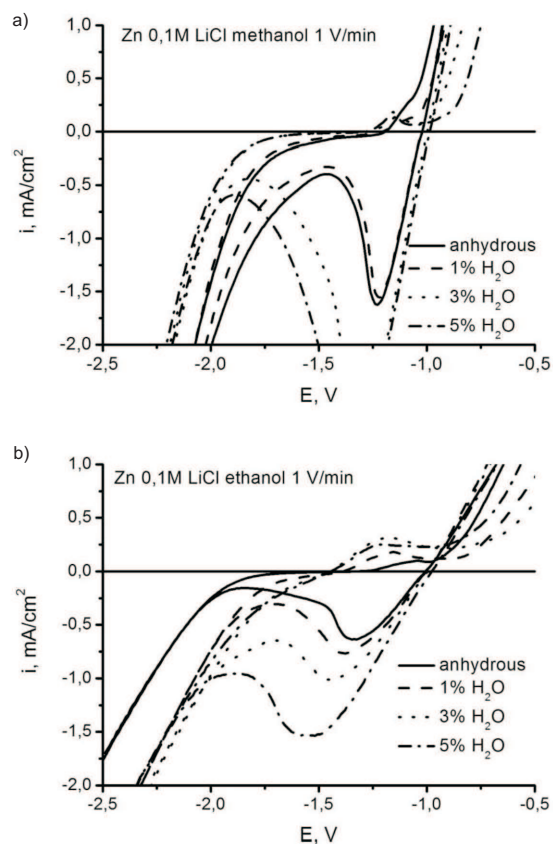 a)
Zn 0,1M LiCl methanol 1 V/min
1,0
0,5
0,0
-0,5
-1,0
-1,5
-2,0
i, mA/cm²
anhydrous
1% H₂O
3% H₂O
5% H₂O
-2,5 -2,0 -1,5 -1,0 -0,5
E, V
b)
Zn 0,1M LiCl ethanol 1 V/min
1,0
0,5
0,0
-0,5
-1,0
-1,5
-2,0
i, mA/cm²
anhydrous
1% H₂O
3% H₂O
5% H₂O
-2,5 -2,0 -1,5 -1,0 -0,5
E, V